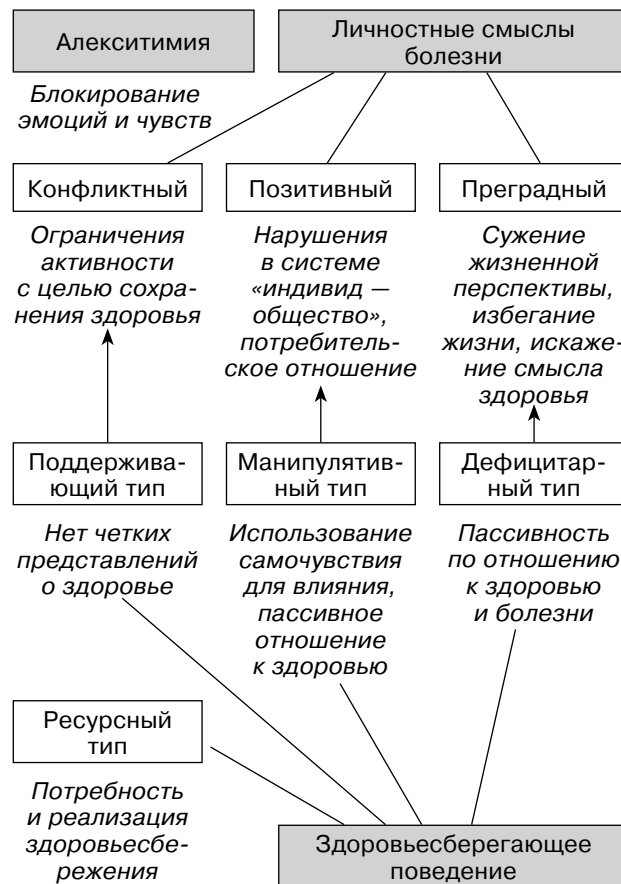 Алекситимия
Личностные смыслы
болезни
Блокирование
эмоций и чувств
Конфликтный
Позитивный
Преградный
Ограничения
активности
с целью сохра-
нения здоровья
Нарушения
в системе
«индивид —
общество»,
потребитель-
ское отношение
Сужение
жизненной
перспективы,
избегание
жизни, искаже-
ние смысла
здоровья
Поддержива-
ющий тип
Манипулятив-
ный тип
Дефицитар-
ный тип
Нет четких
представлений
о здоровье
Использование
самочувствия
для влияния,
пассивное
отношение
к здоровью
Пассивность
по отношению
к здоровью
и болезни
Ресурсный
тип
Потребность
и реализация
здоровьесбе-
режения
Здоровьесберегающее
поведение